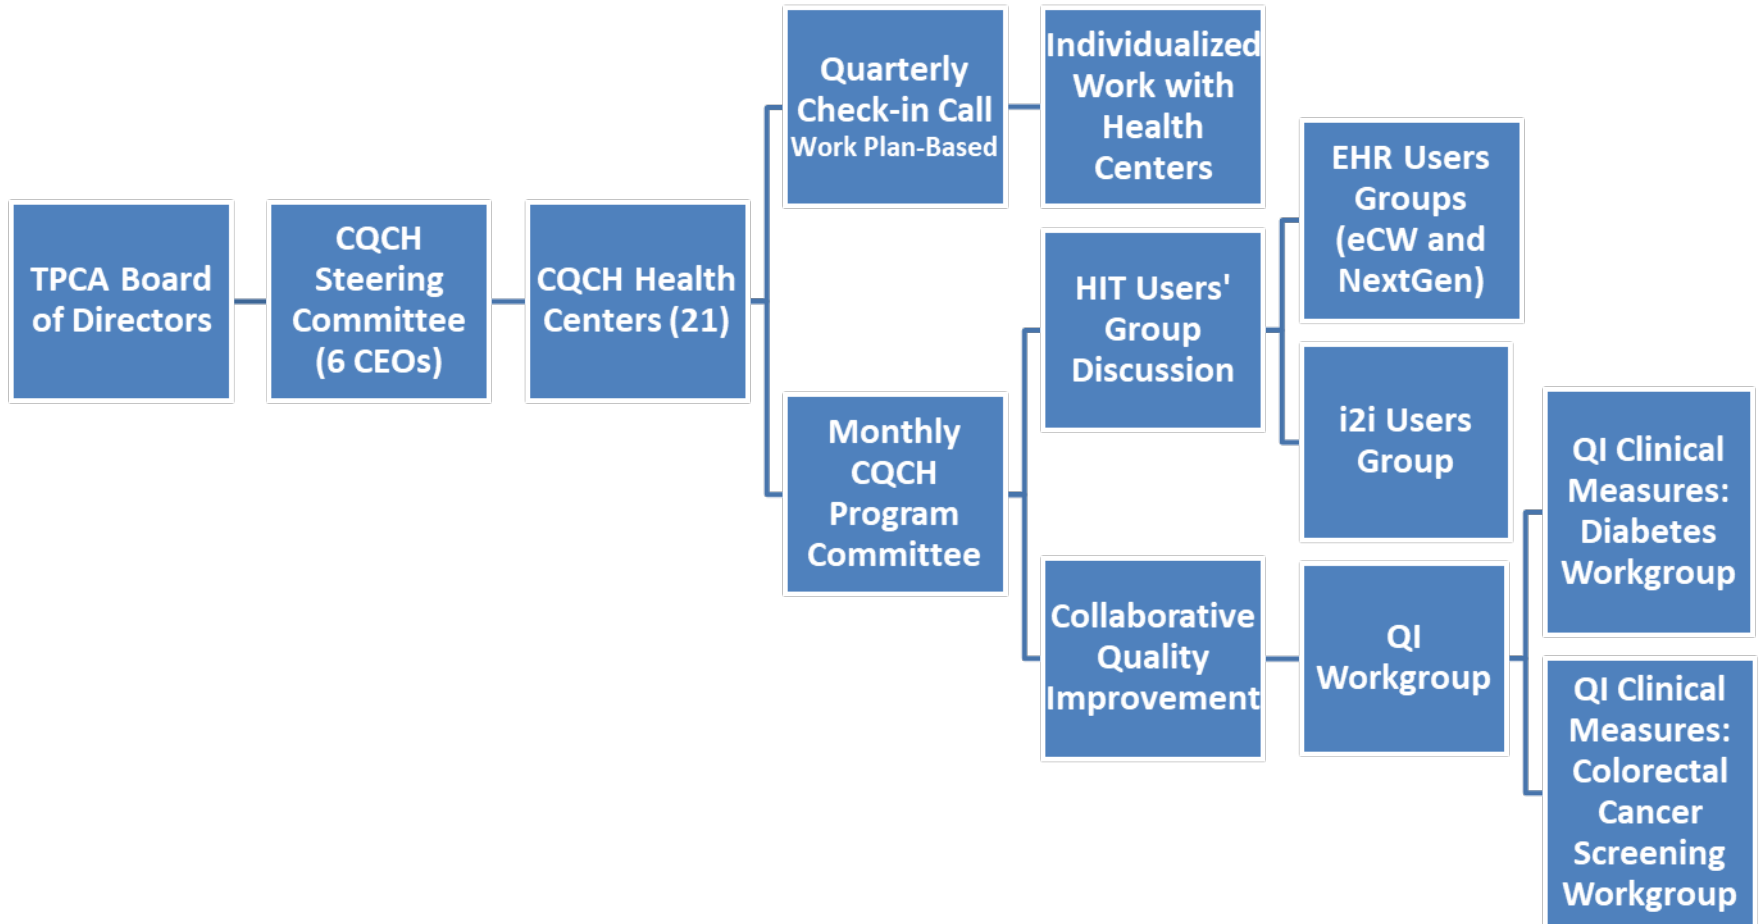 TPCA Board
of Directors
CQCH
Steering
Committee
(6 CEOs)
CQCH Health
Centers (21)
Quarterly
Check-in Call
Work Plan-Based
Individualized
Work with
Health
Centers
Monthly
CQCH
Program
Committee
HIT Users'
Group
Discussion
EHR Users
Groups
(eCW and
NextGen)
i2i Users
Group
Collaborative
Quality
Improvement
QI
Workgroup
QI Clinical
Measures:
Diabetes
Workgroup
QI Clinical
Measures:
Colorectal
Cancer
Screening
Workgroup